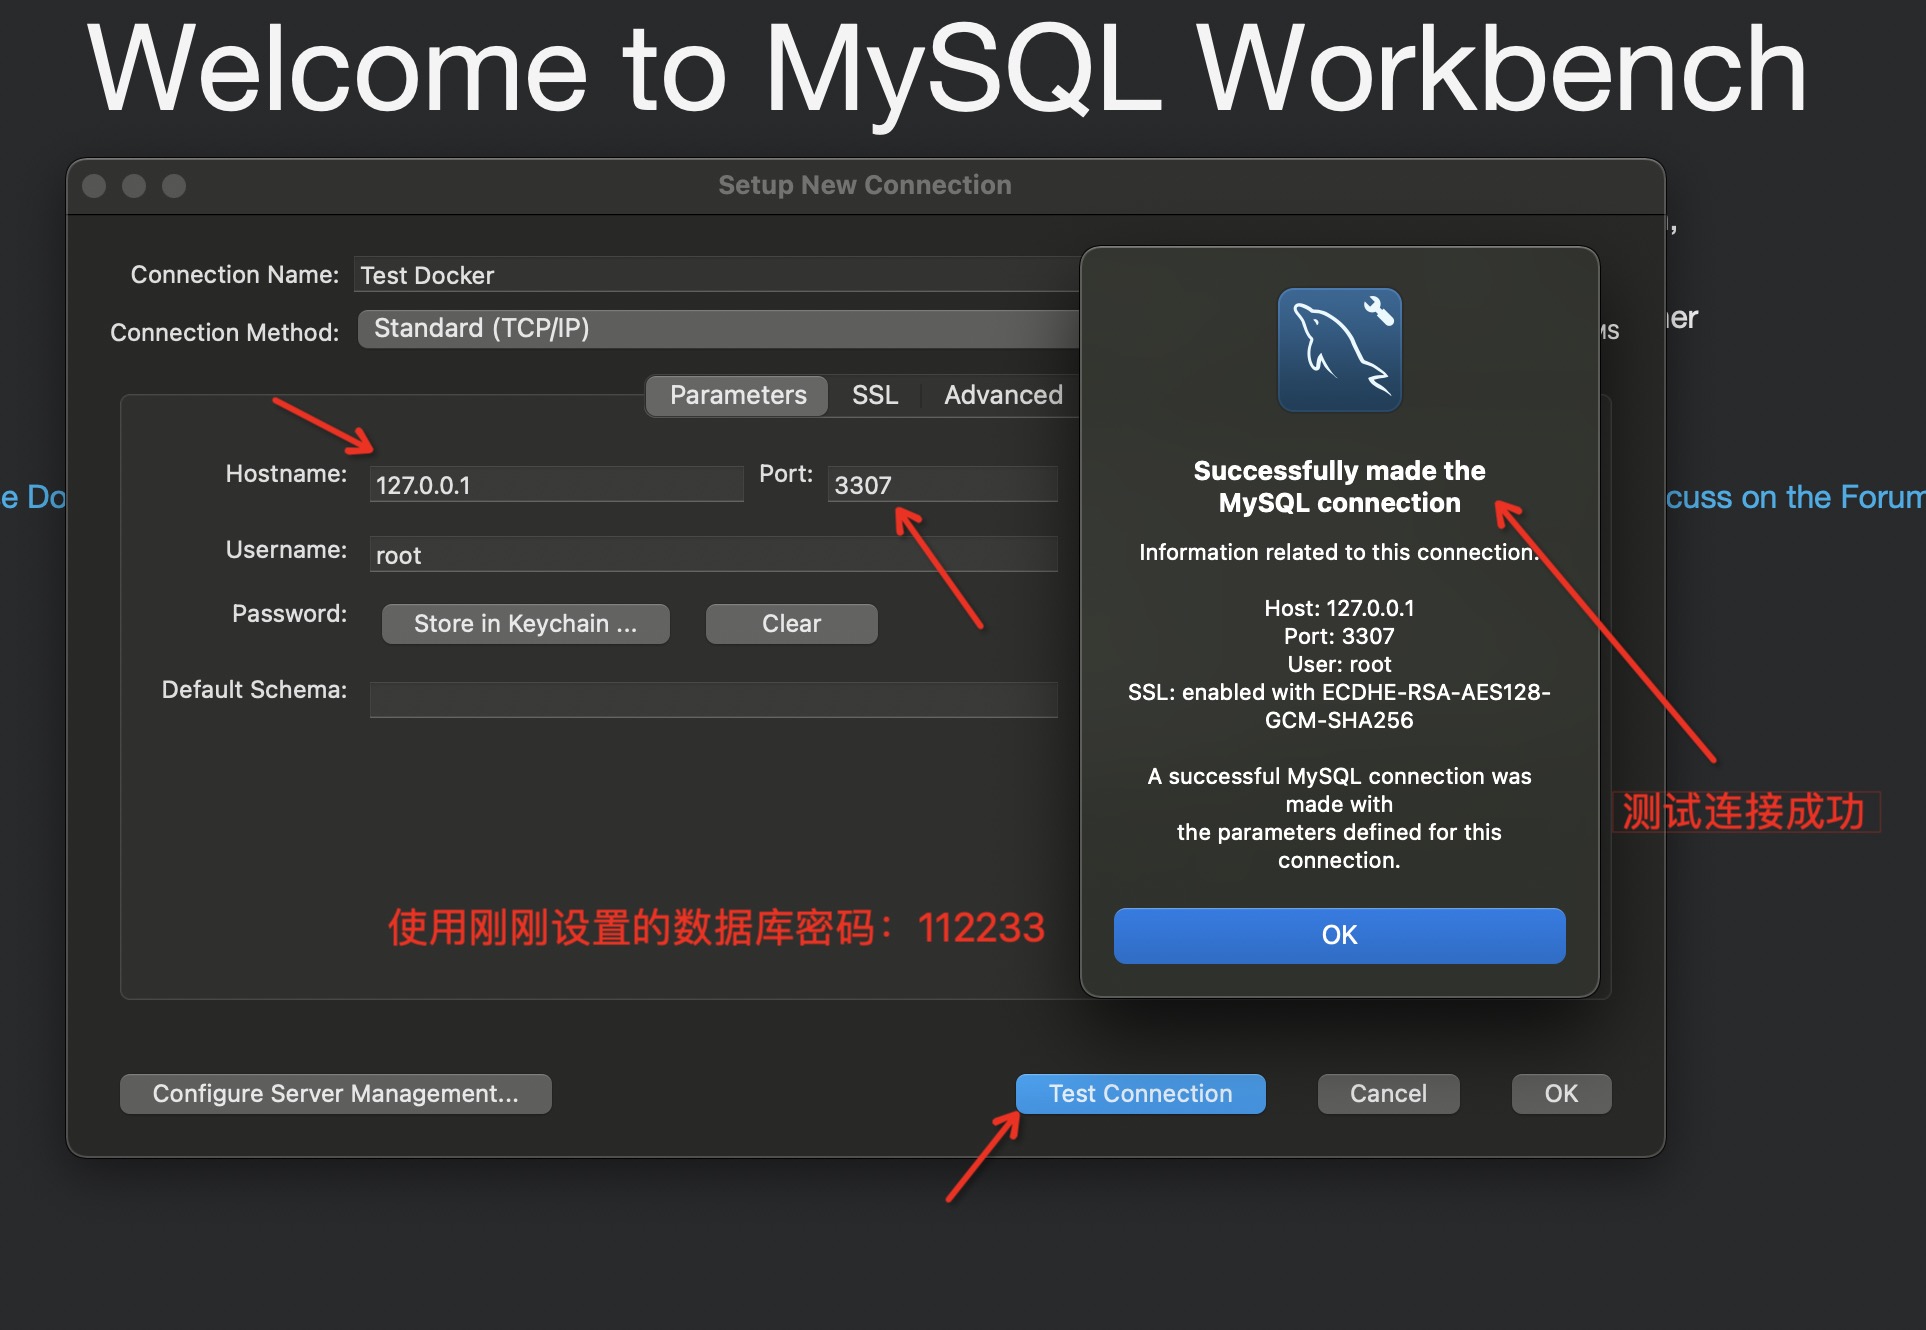 Welcome to MySQL Workbench
Setup New Connection
Connection Name: Test Docker
Connection Method: Standard (TCP/IP)
Parameters SSL Advanced
Hostname: 127.0.0.1 Port: 3307
Username: root
Password: Store in Keychain ... Clear
Default Schema:
使用刚刚设置的数据库密码：112233
Configure Server Management...
Test Connection Cancel OK
Successfully made the
MySQL connection
Information related to this connection:
Host: 127.0.0.1
Port: 3307
User: root
SSL: enabled with ECDHE-RSA-AES128-
GCM-SHA256
A successful MySQL connection was
made with
the parameters defined for this
connection.
OK
测试连接成功
e Do
cuss on the Forum